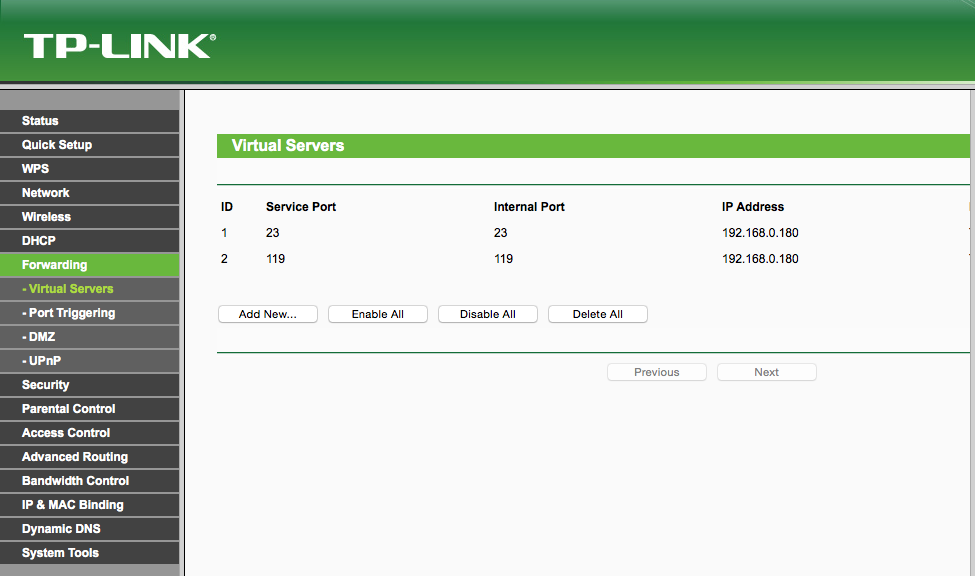 TP-LINK®
Status
Quick Setup
WPS
Network
Wireless
DHCP
Forwarding
- Virtual Servers
- Port Triggering
- DMZ
- UPnP
Security
Parental Control
Access Control
Advanced Routing
Bandwidth Control
IP & MAC Binding
Dynamic DNS
System Tools
Virtual Servers
ID Service Port Internal Port IP Address
1 23 23 192.168.0.180
2 119 119 192.168.0.180
Add New... Enable All Disable All Delete All
Previous Next